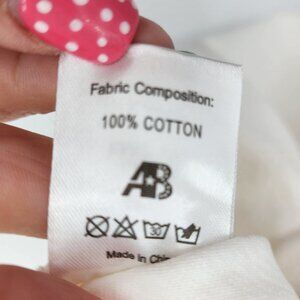 Fabric Composition:
100% COTTON
AB
30
Made in